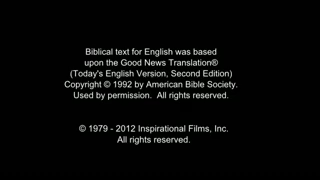 Biblical text for English was based
upon the Good News Translation®
(Today's English Version, Second Edition)
Copyright © 1992 by American Bible Society.
Used by permission.  All rights reserved.
© 1979 - 2012 Inspirational Films, Inc.
All rights reserved.